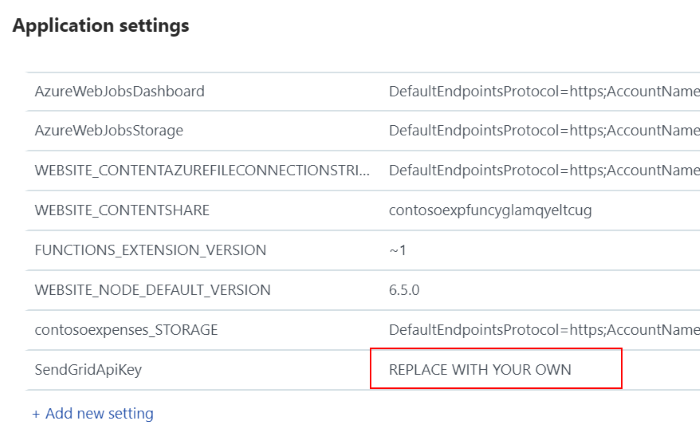 Application settings
AzureWebJobsDashboard DefaultEndpointsProtocol=https;AccountName
AzureWebJobsStorage DefaultEndpointsProtocol=https;AccountName
WEBSITE_CONTENTAZUREFILECONNECTIONSTRI... DefaultEndpointsProtocol=https;AccountName
WEBSITE_CONTENTSHARE contosoexpfuncyglamqyeltcug
FUNCTIONS_EXTENSION_VERSION ~1
WEBSITE_NODE_DEFAULT_VERSION 6.5.0
contosoexpenses_STORAGE DefaultEndpointsProtocol=https;AccountName
SendGridApiKey REPLACE WITH YOUR OWN
+ Add new setting